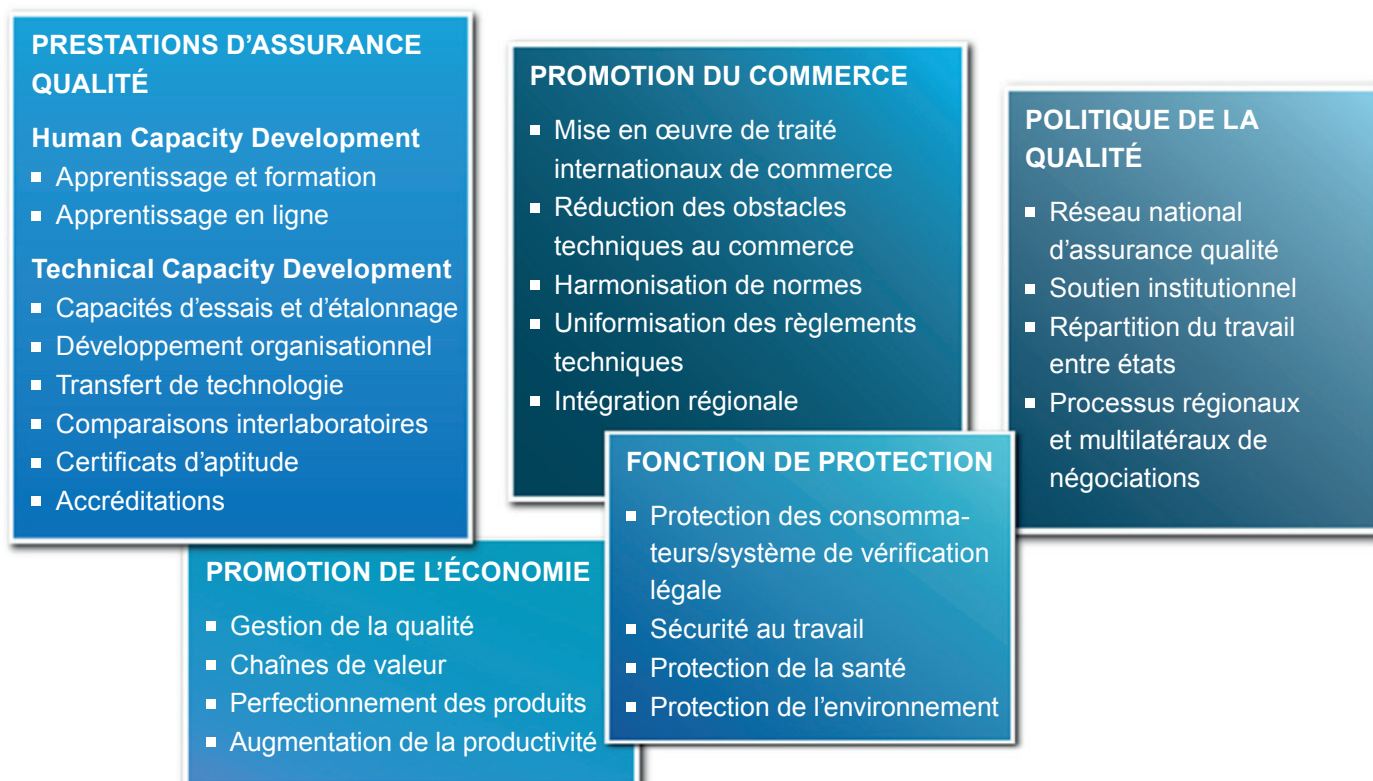 PRESTATIONS D'ASSURANCE
QUALITÉ
Human Capacity Development
▪ Apprentissage et formation
▪ Apprentissage en ligne
Technical Capacity Development
▪ Capacités d'essais et d'étalonnage
▪ Développement organisationnel
▪ Transfert de technologie
▪ Comparaisons interlaboratoires
▪ Certificats d'aptitude
▪ Accréditations
PROMOTION DU COMMERCE
▪ Mise en œuvre de traité
internationaux de commerce
▪ Réduction des obstacles
techniques au commerce
▪ Harmonisation de normes
▪ Uniformisation des règlements
techniques
▪ Intégration régionale
POLITIQUE DE LA
QUALITÉ
▪ Réseau national
d'assurance qualité
▪ Soutien institutionnel
▪ Répartition du travail
entre états
▪ Processus régionaux
et multilatéraux de
négociations
PROMOTION DE L'ÉCONOMIE
▪ Gestion de la qualité
▪ Chaînes de valeur
▪ Perfectionnement des produits
▪ Augmentation de la productivité
FONCTION DE PROTECTION
▪ Protection des consomma-
teurs/système de vérification
légale
▪ Sécurité au travail
▪ Protection de la santé
▪ Protection de l'environnement